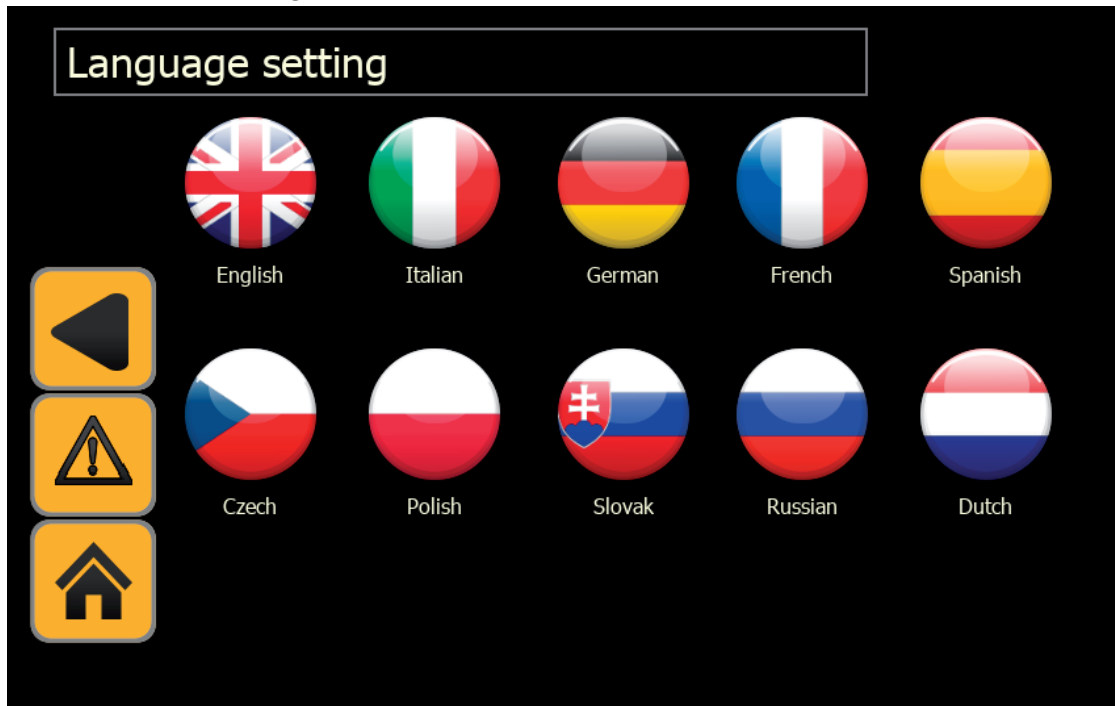 Language setting
English Italian German French Spanish
Czech Polish Slovak Russian Dutch